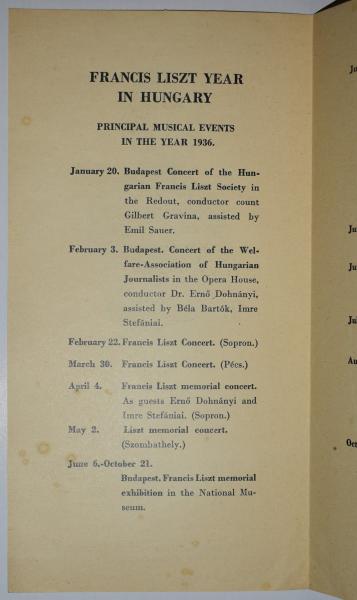 FRANCIS LISZT YEAR
IN HUNGARY
PRINCIPAL MUSICAL EVENTS
IN THE YEAR 1936.
January 20. Budapest Concert of the Hun-
garian Francis Liszt Society in
the Redout, conductor count
Gilbert Gravina, assisted by
Emil Sauer.
February 3. Budapest. Concert of the Wel-
fare-Association of Hungarian
Journalists in the Opera House,
conductor Dr. Ernő Dohnányi,
assisted by Béla Bartók, Imre
Stefániai.
February 22. Francis Liszt Concert. (Sopron.)
March 30. Francis Liszt Concert. (Pécs.)
April 4. Francis Liszt memorial concert.
As guests Ernő Dohnányi and
Imre Stefániai. (Sopron.)
May 2. Liszt memorial concert.
(Szombathely.)
June 6.-October 21.
Budapest. Francis Liszt memorial
exhibition in the National Mu-
seum.